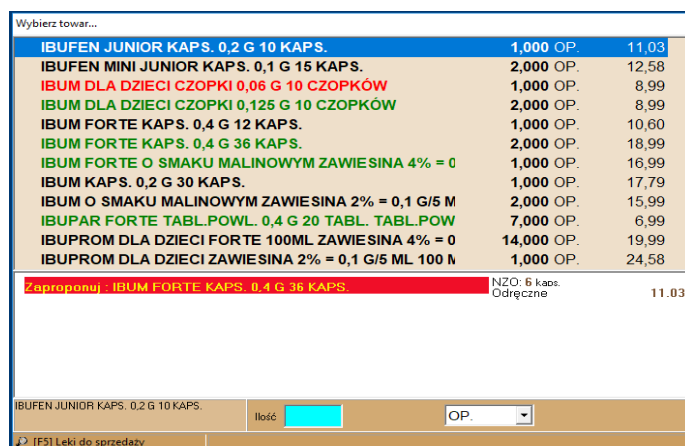 Wybierz towar...
IBUFEN JUNIOR KAPS. 0,2 G 10 KAPS. 1,000 OP. 11,03
IBUFEN MINI JUNIOR KAPS. 0,1 G 15 KAPS. 2,000 OP. 12,58
IBUM DLA DZIECI CZOPKI 0,06 G 10 CZOPKÓW 1,000 OP. 8,99
IBUM DLA DZIECI CZOPKI 0,125 G 10 CZOPKÓW 2,000 OP. 8,99
IBUM FORTE KAPS. 0,4 G 12 KAPS. 1,000 OP. 10,60
IBUM FORTE KAPS. 0,4 G 36 KAPS. 2,000 OP. 18,99
IBUM FORTE O SMAKU MALINOWYM ZAWIESINA 4% = 0 1,000 OP. 16,99
IBUM KAPS. 0,2 G 30 KAPS. 1,000 OP. 17,79
IBUM O SMAKU MALINOWYM ZAWIESINA 2% = 0,1 G/5 M 2,000 OP. 15,99
IBUPAR FORTE TABL.POWL. 0,4 G 20 TABL. TABL.POW 7,000 OP. 6,99
IBUPROM DLA DZIECI FORTE 100ML ZAWIESINA 4% = 0 14,000 OP. 19,99
IBUPROM DLA DZIECI ZAWIESINA 2% = 0,1 G/5 ML 100 M 1,000 OP. 24,58
Zaproponuj : IBUM FORTE KAPS. 0,4 G 36 KAPS. NZO: 6 kaps.
Odręczne 11.03
IBUFEN JUNIOR KAPS. 0,2 G 10 KAPS. Ilość OP.
[F5] Leki do sprzedaży